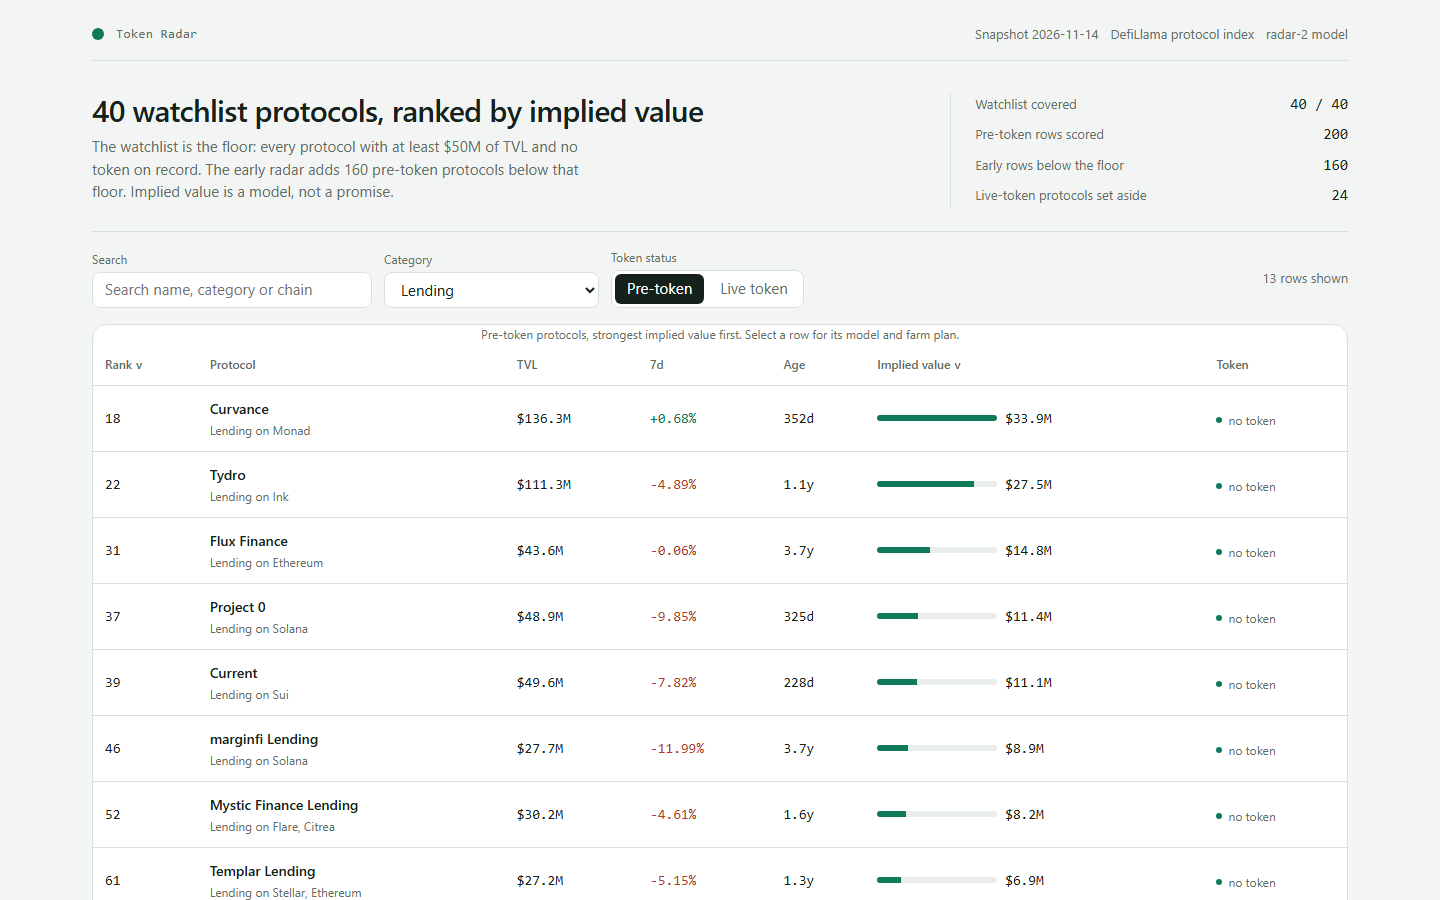 Token Radar
Snapshot 2026-11-14 DefiLlama protocol index radar-2 model
40 watchlist protocols, ranked by implied value
The watchlist is the floor: every protocol with at least $50M of TVL and no
token on record. The early radar adds 160 pre-token protocols below that
floor. Implied value is a model, not a promise.
Watchlist covered 40 / 40
Pre-token rows scored 200
Early rows below the floor 160
Live-token protocols set aside 24
Search
Search name, category or chain
Category
Lending
Token status
Pre-token Live token
13 rows shown
Pre-token protocols, strongest implied value first. Select a row for its model and farm plan.
Rank v Protocol TVL 7d Age Implied value v Token
18 Curvance $136.3M +0.68% 352d $33.9M no token
Lending on Monad
22 Tydro $111.3M -4.89% 1.1y $27.5M no token
Lending on Ink
31 Flux Finance $43.6M -0.06% 3.7y $14.8M no token
Lending on Ethereum
37 Project 0 $48.9M -9.85% 325d $11.4M no token
Lending on Solana
39 Current $49.6M -7.82% 228d $11.1M no token
Lending on Sui
46 marginfi Lending $27.7M -11.99% 3.7y $8.9M no token
Lending on Solana
52 Mystic Finance Lending $30.2M -4.61% 1.6y $8.2M no token
Lending on Flare, Citrea
61 Templar Lending $27.2M -5.15% 1.3y $6.9M no token
Lending on Stellar, Ethereum